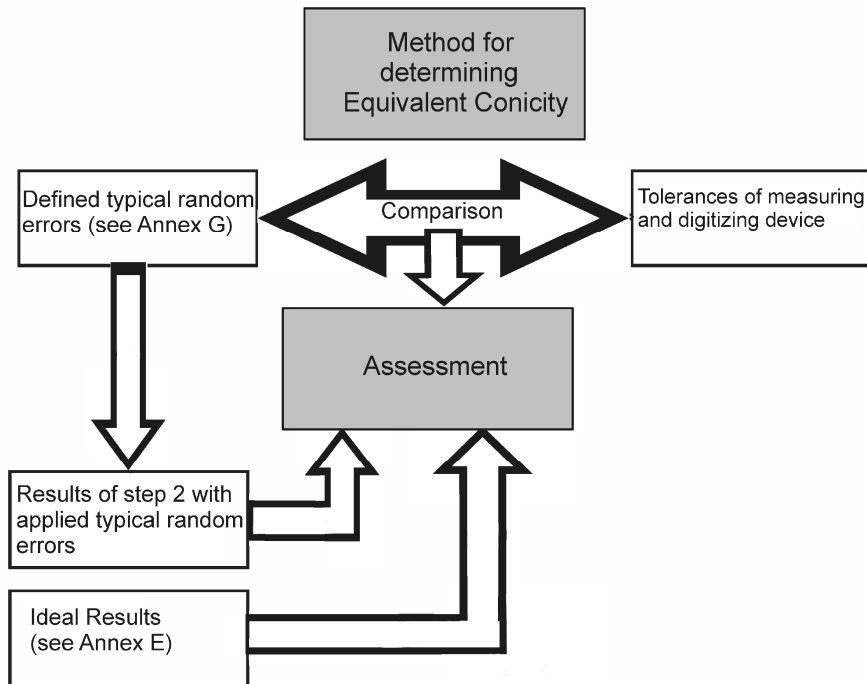 Method for
determining
Equivalent Conicity
Defined typical random
errors (see Annex G)
Comparison
Tolerances of measuring
and digitizing device
Assessment
Results of step 2 with
applied typical random
errors
Ideal Results
(see Annex E)